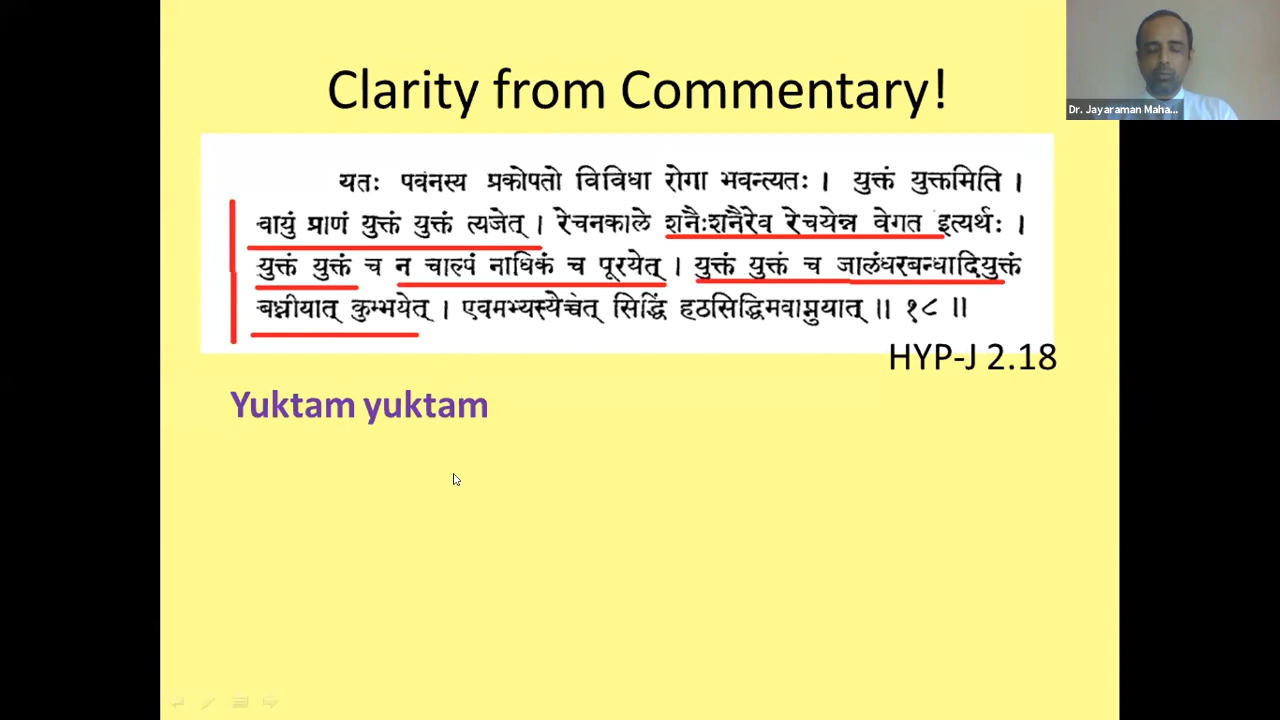 Clarity from Commentary!
Dr. Jayaraman Maha...
यतः पवनस्य प्रकोपतो विविधा रोगा भवन्त्यतः । युक्तं युक्तमिति ।
वायुं प्राणं युक्तं युक्तं त्यजेत् । रेचनकाले शनैःशनैरेव रेचयेन्न वेगत इत्यर्थः ।
युक्तं युक्तं च न चाल्पं नाधिकं च पूरयेत् । युक्तं युक्तं च जालंधरबन्धादियुक्तं
बध्नीयात् कुम्भयेत् । एवमभ्यस्येच्चेत् सिद्धिं हठसिद्धिमवाप्नुयात् ॥ १८ ॥
HYP-J 2.18
Yuktam yuktam